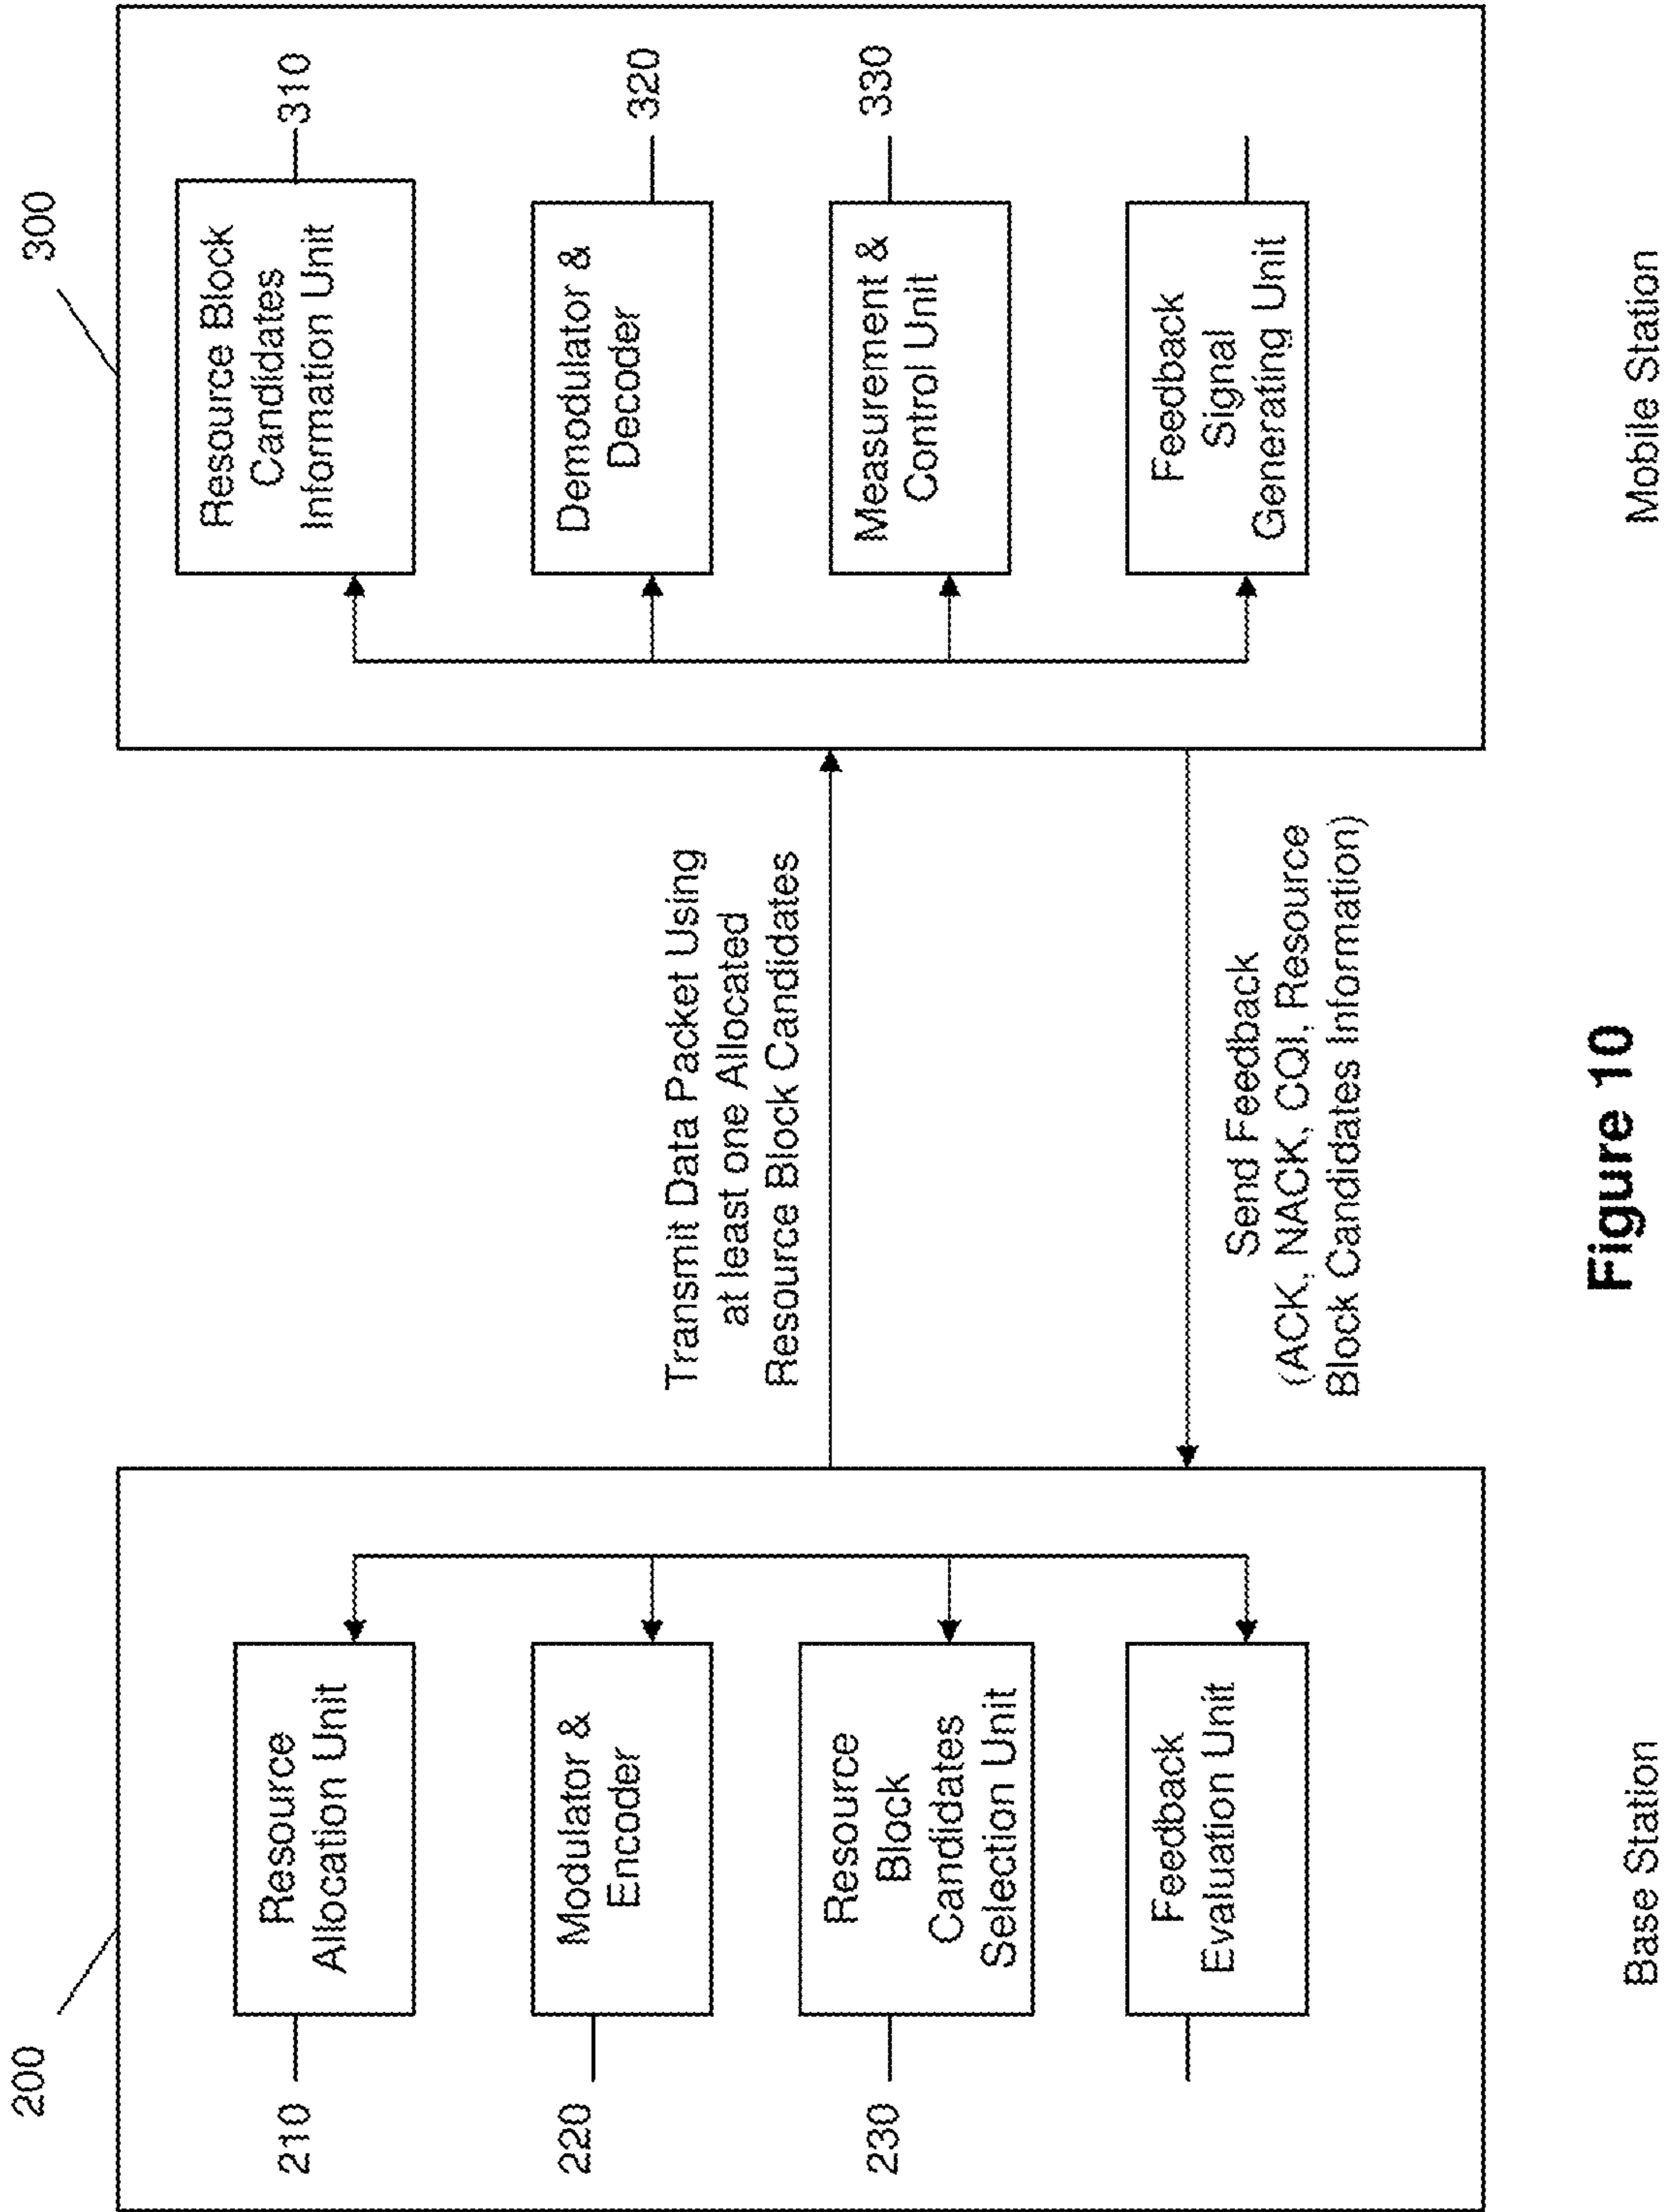 200
210
Resource
Allocation Unit
220
Modulator &
Encoder
230
Resource
Block
Candidates
Selection Unit
Feedback
Evaluation Unit
Base Station
Transmit Data Packet Using
at least one Allocated
Resource Block Candidates
Send Feedback
(ACK, NACK, CQI, Resource
Block Candidates Information)
300
Resource Block
Candidates
Information Unit
310
Demodulator &
Decoder
320
Measurement &
Control Unit
330
Feedback
Signal
Generating Unit
Mobile Station
Figure 10